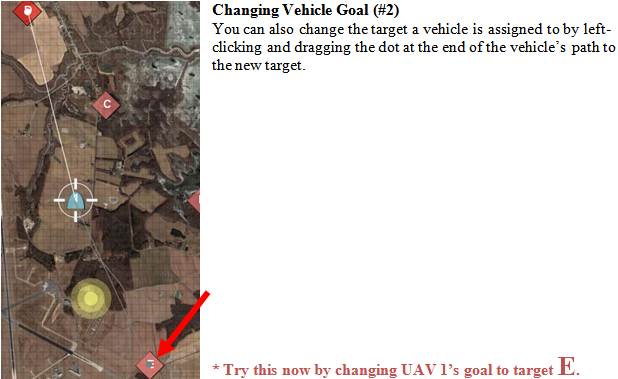 Changing Vehicle Goal (#2)
You can also change the target a vehicle is assigned to by left-
clicking and dragging the dot at the end of the vehicle's path to
the new target.
C
1
* Try this now by changing UAV 1's goal to target E.